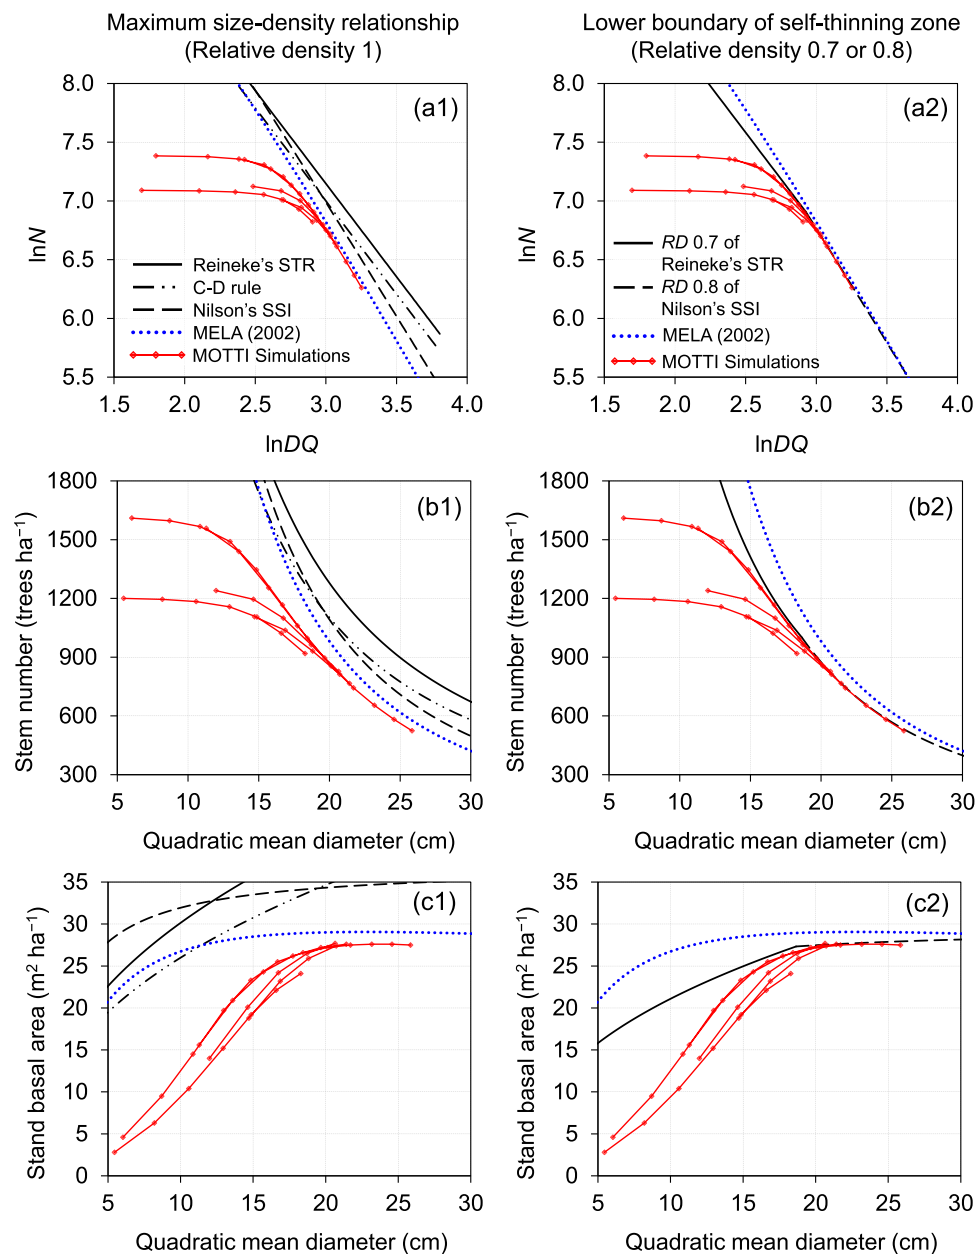 Maximum size-density relationship
(Relative density 1)
Lower boundary of self-thinning zone
(Relative density 0.7 or 0.8)
(a1)
8.0
7.5
7.0
6.5
6.0
5.5
lnN
Reineke's STR
C-D rule
Nilson's SSI
MELA (2002)
MOTTI Simulations
1.5 2.0 2.5 3.0 3.5 4.0
lnDQ
(a2)
8.0
7.5
7.0
6.5
6.0
5.5
lnN
RD 0.7 of
Reineke's STR
RD 0.8 of
Nilson's SSI
MELA (2002)
MOTTI Simulations
1.5 2.0 2.5 3.0 3.5 4.0
lnDQ
(b1)
1800
1500
1200
900
600
300
Stem number (trees ha⁻¹)
5 10 15 20 25 30
Quadratic mean diameter (cm)
(b2)
1800
1500
1200
900
600
300
Stem number (trees ha⁻¹)
5 10 15 20 25 30
Quadratic mean diameter (cm)
(c1)
35
30
25
20
15
10
5
0
Stand basal area (m² ha⁻¹)
5 10 15 20 25 30
Quadratic mean diameter (cm)
(c2)
35
30
25
20
15
10
5
0
Stand basal area (m² ha⁻¹)
5 10 15 20 25 30
Quadratic mean diameter (cm)